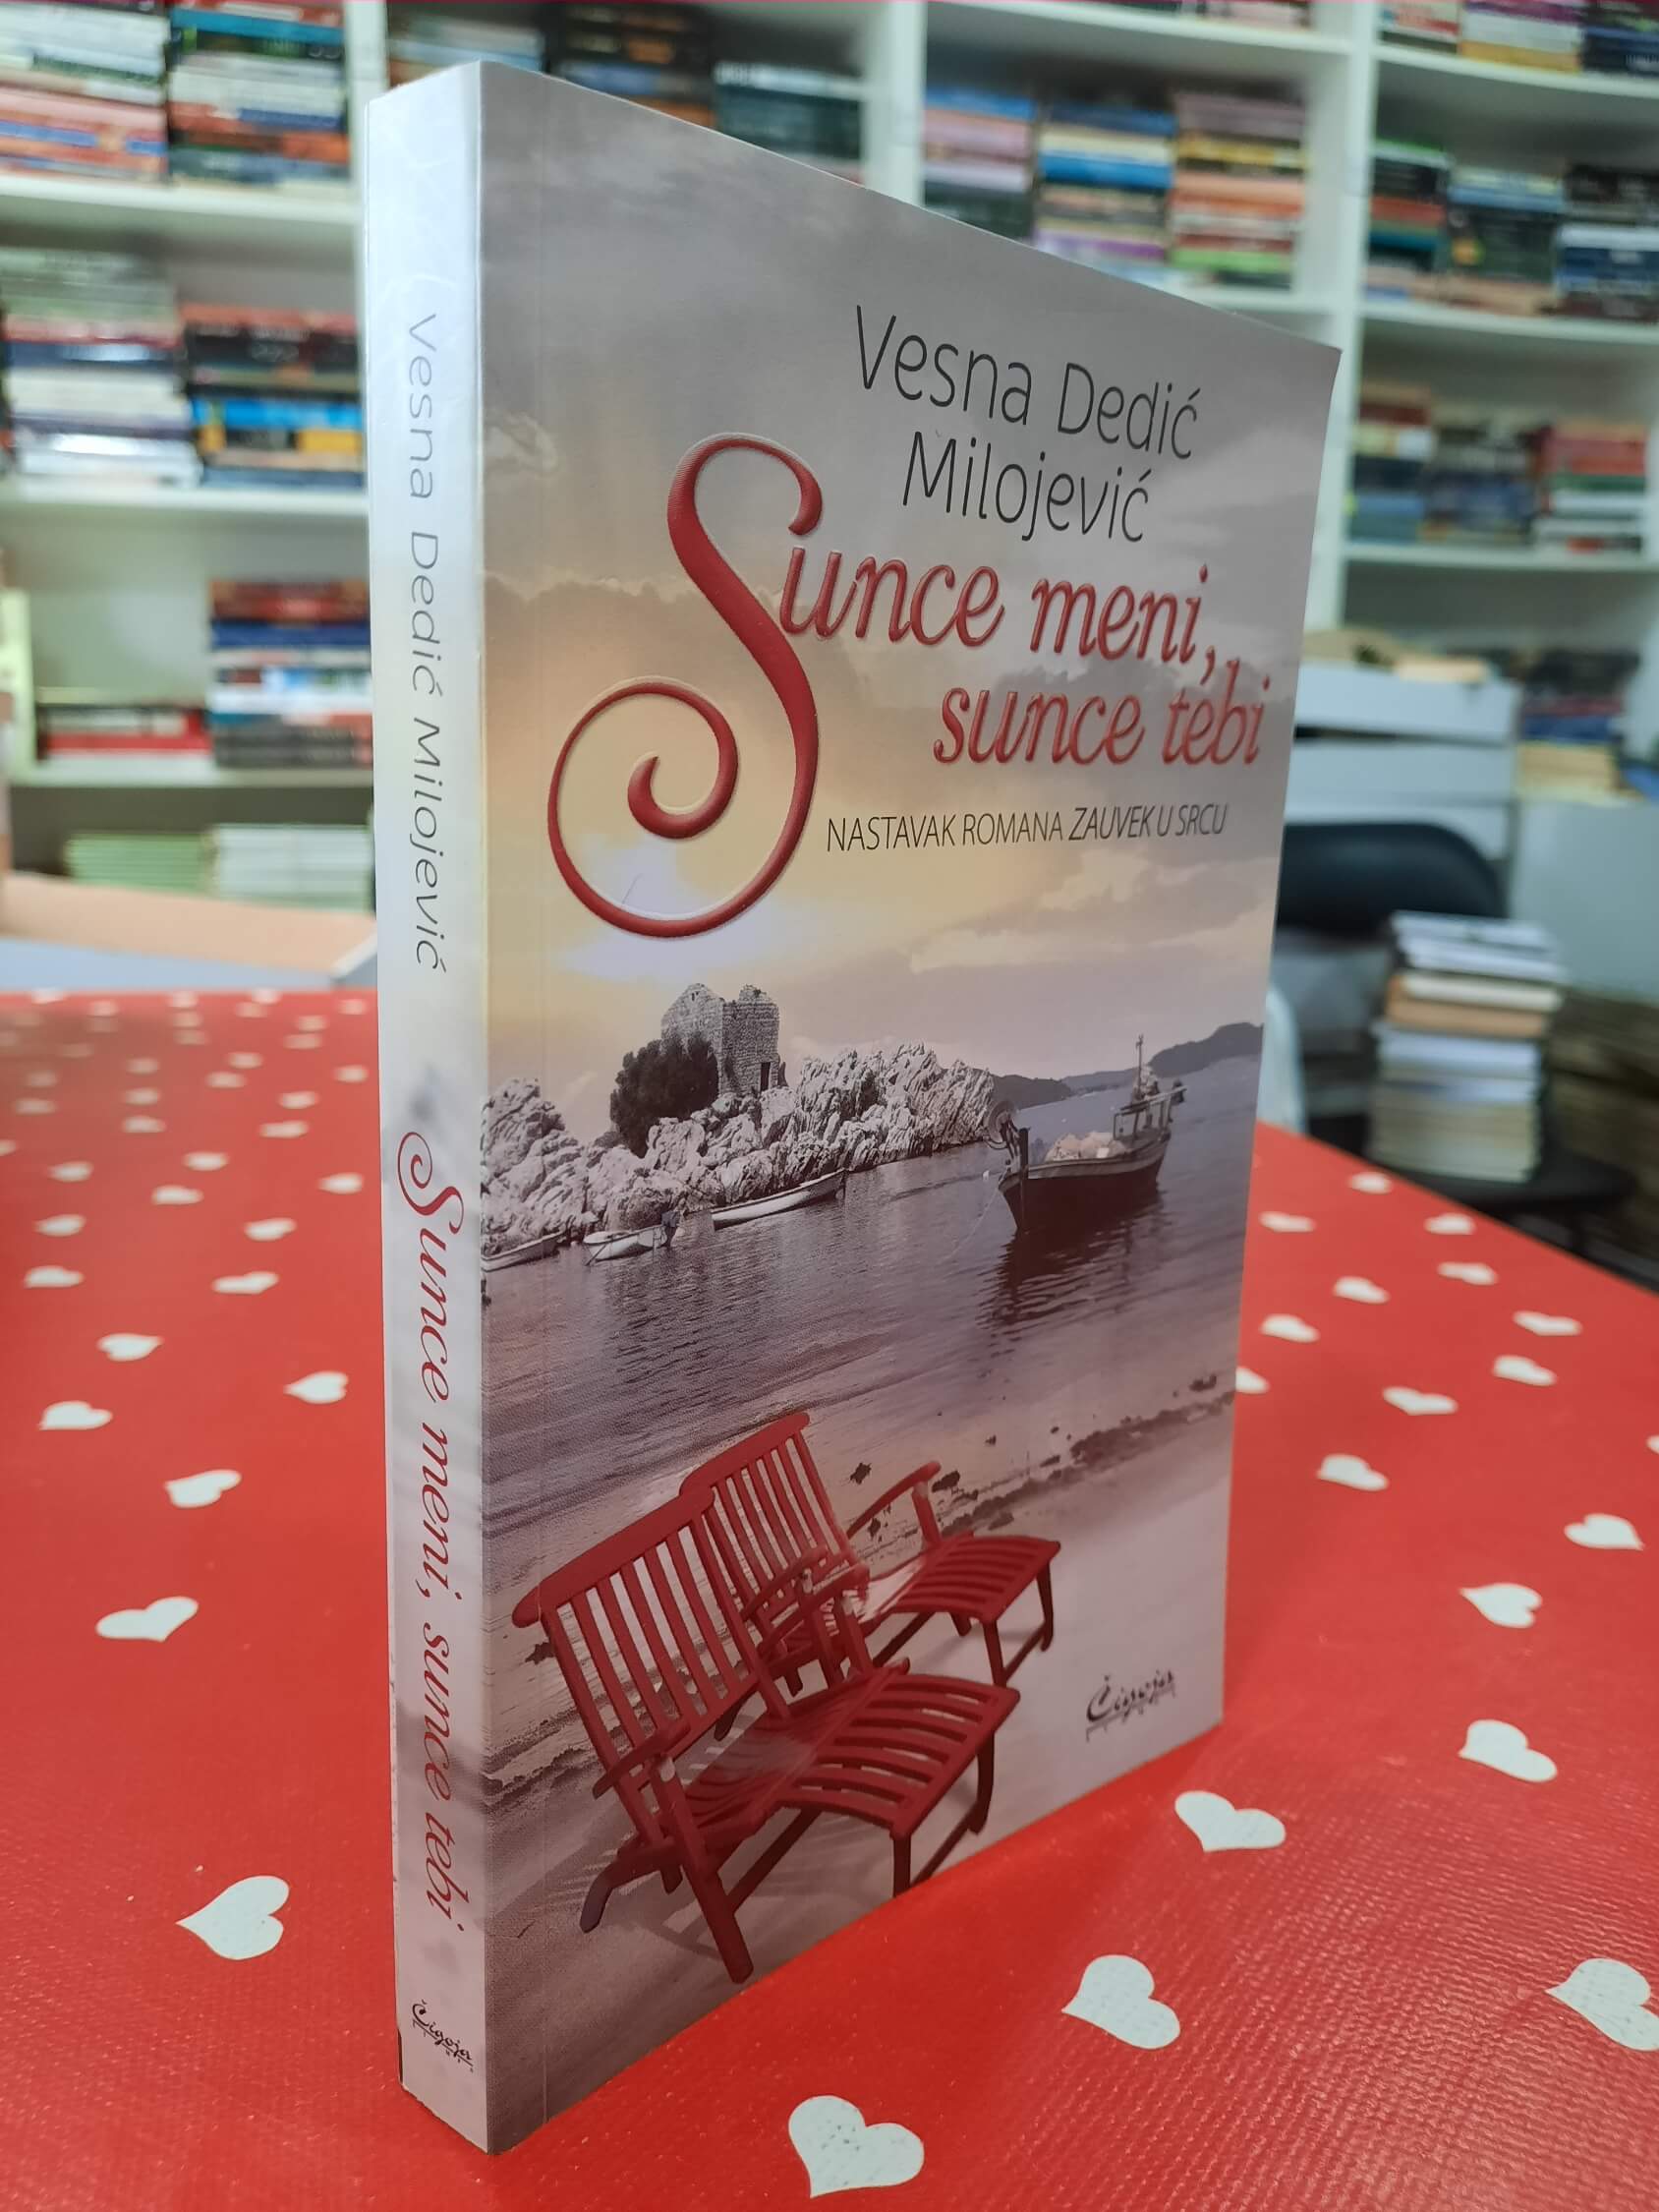 Vesna Dedić
Milojević
Sunce meni,
sunce tebi
NASTAVAK ROMANA ZAUVEK U SRCU
Čigoja
Vesna Dedić Milojević
Sunce meni, sunce tebi
Čigoja